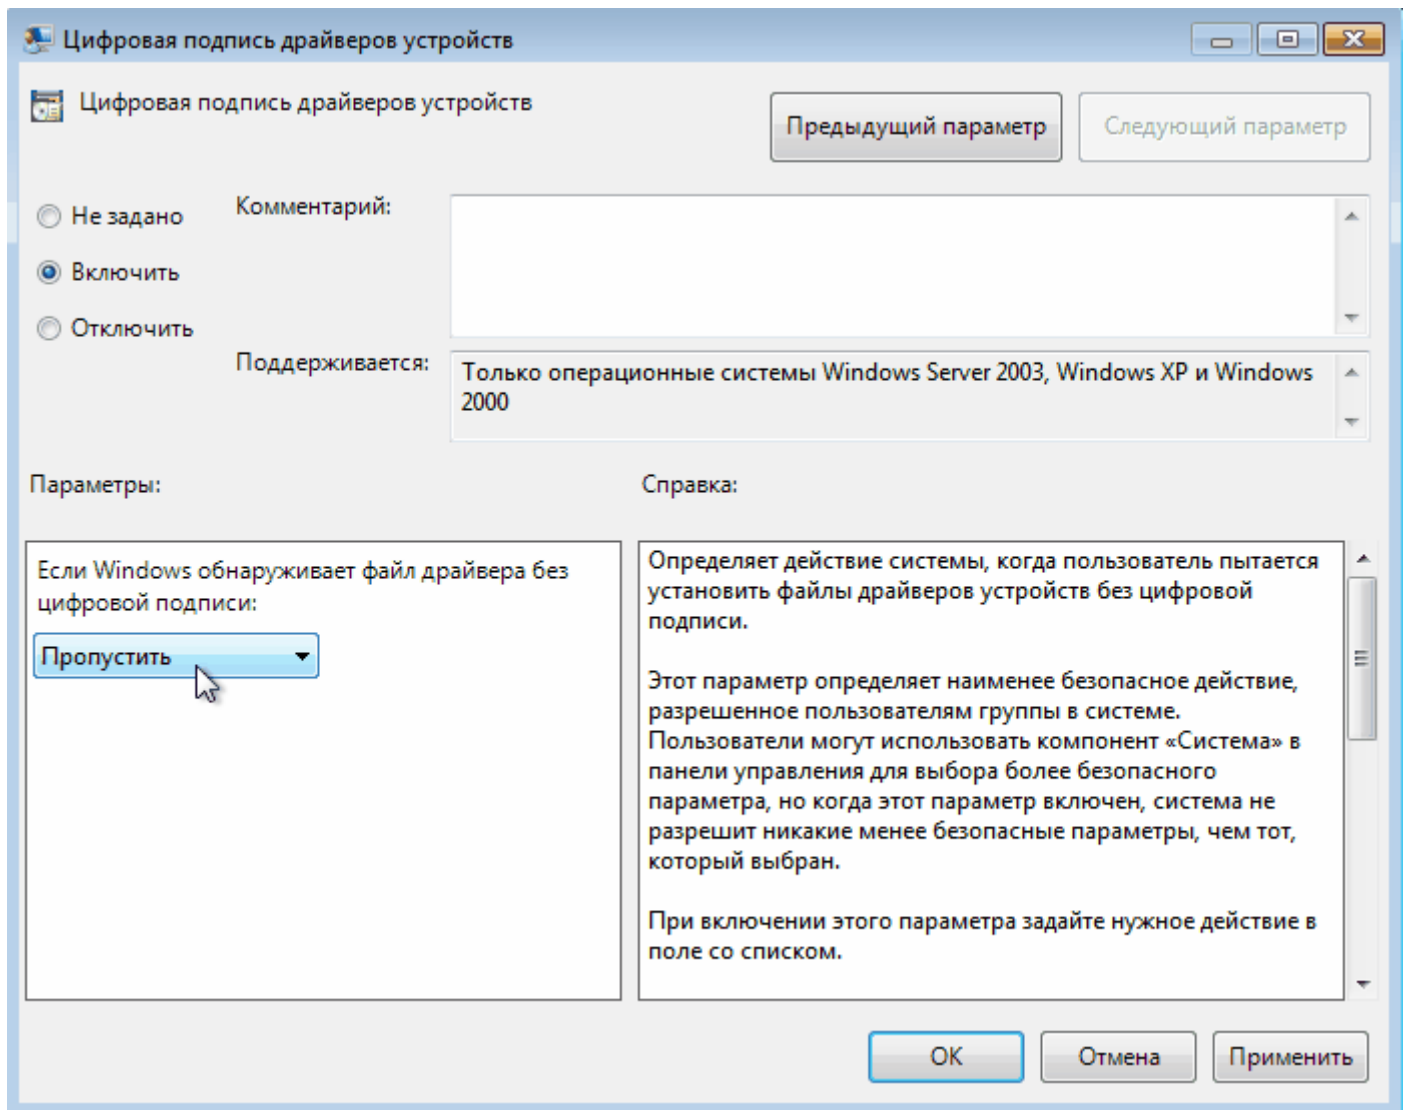 Цифровая подпись драйверов устройств
Цифровая подпись драйверов устройств
Предыдущий параметр
Следующий параметр
Не задано
Комментарий:
Включить
Отключить
Поддерживается:
Только операционные системы Windows Server 2003, Windows XP и Windows
2000
Параметры:
Справка:
Если Windows обнаруживает файл драйвера без
цифровой подписи:
Пропустить
Определяет действие системы, когда пользователь пытается
установить файлы драйверов устройств без цифровой
подписи.
Этот параметр определяет наименее безопасное действие,
разрешенное пользователям группы в системе.
Пользователи могут использовать компонент «Система» в
панели управления для выбора более безопасного
параметра, но когда этот параметр включен, система не
разрешит никакие менее безопасные параметры, чем тот,
который выбран.
При включении этого параметра задайте нужное действие в
поле со списком.
ОК
Отмена
Применить